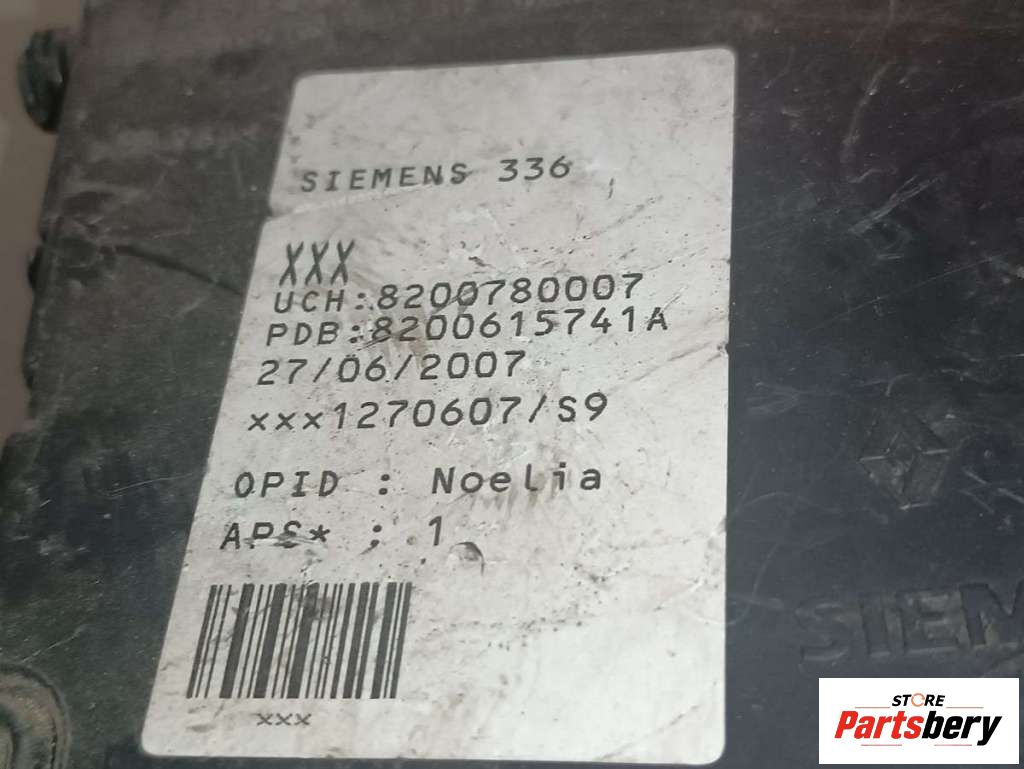 SIEMENS 336
XXX
UCH:8200780007
PDB:8200615741A
27/06/2007
xxx1270607/S9
OPID : Noelia
APS* : 1
xxx
SIEM
STORE
Partsbery